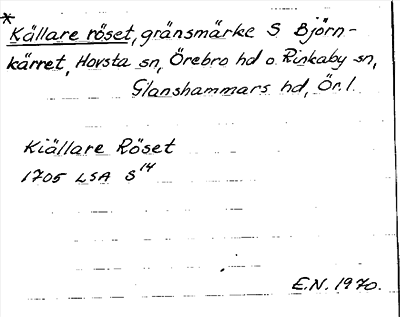 * Källare röset, gränsmärke S Björn-
kärret, Hovsta sn, Örebro hd o. Rinkaby sn,
Glanshammars hd, Ör. l.
Kiällare Röset
1705 LSA S¹⁴
E.N. 1970.